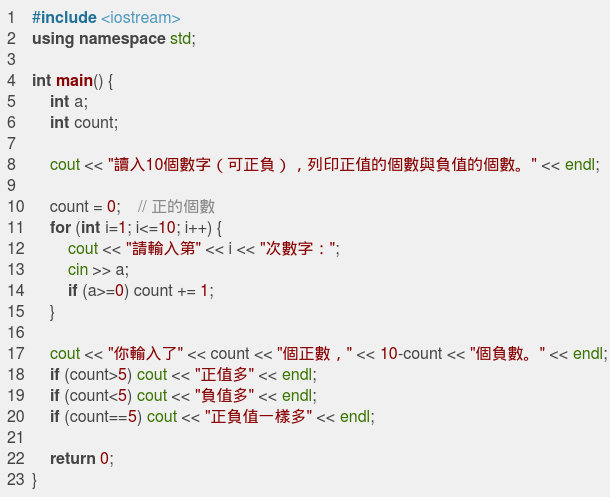 1 #include <iostream>
2 using namespace std;
3
4 int main() {
5 int a;
6 int count;
7
8 cout << "讀入10個數字（可正負），列印正值的個數與負值的個數。" << endl;
9
10 count = 0; // 正的個數
11 for (int i=1; i<=10; i++) {
12 cout << "請輸入第" << i << "次數字：";
13 cin >> a;
14 if (a>=0) count += 1;
15 }
16
17 cout << "你輸入了" << count << "個正數，" << 10-count << "個負數。" << endl;
18 if (count>5) cout << "正值多" << endl;
19 if (count<5) cout << "負值多" << endl;
20 if (count==5) cout << "正負值一樣多" << endl;
21
22 return 0;
23 }